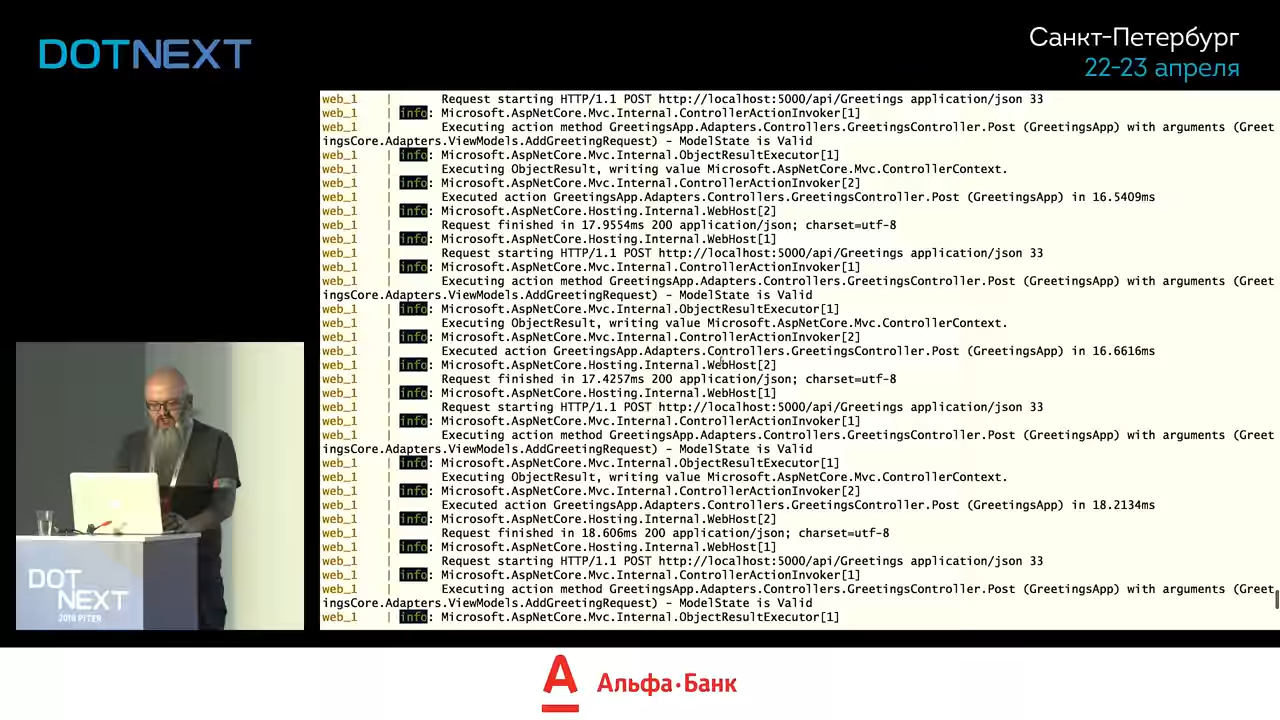 DOTNEXT
Санкт-Петербург
22-23 апреля
web_1 | Request starting HTTP/1.1 POST http://localhost:5000/api/Greetings application/json 33
web_1 | info: Microsoft.AspNetCore.Mvc.Internal.ControllerActionInvoker[1]
web_1 | Executing action method GreetingsApp.Adapters.Controllers.GreetingsController.Post (GreetingsApp) with arguments (Greet
ingsCore.Adapters.ViewModels.AddGreetingRequest) - ModelState is Valid
web_1 | info: Microsoft.AspNetCore.Mvc.Internal.ObjectResultExecutor[1]
web_1 | Executing ObjectResult, writing value Microsoft.AspNetCore.Mvc.ControllerContext.
web_1 | info: Microsoft.AspNetCore.Mvc.Internal.ControllerActionInvoker[2]
web_1 | Executed action GreetingsApp.Adapters.Controllers.GreetingsController.Post (GreetingsApp) in 16.5409ms
web_1 | info: Microsoft.AspNetCore.Hosting.Internal.WebHost[2]
web_1 | Request finished in 17.9554ms 200 application/json; charset=utf-8
web_1 | info: Microsoft.AspNetCore.Hosting.Internal.WebHost[1]
web_1 | Request starting HTTP/1.1 POST http://localhost:5000/api/Greetings application/json 33
web_1 | info: Microsoft.AspNetCore.Mvc.Internal.ControllerActionInvoker[1]
web_1 | Executing action method GreetingsApp.Adapters.Controllers.GreetingsController.Post (GreetingsApp) with arguments (Greet
ingsCore.Adapters.ViewModels.AddGreetingRequest) - ModelState is Valid
web_1 | info: Microsoft.AspNetCore.Mvc.Internal.ObjectResultExecutor[1]
web_1 | Executing ObjectResult, writing value Microsoft.AspNetCore.Mvc.ControllerContext.
web_1 | info: Microsoft.AspNetCore.Mvc.Internal.ControllerActionInvoker[2]
web_1 | Executed action GreetingsApp.Adapters.Controllers.GreetingsController.Post (GreetingsApp) in 16.6616ms
web_1 | info: Microsoft.AspNetCore.Hosting.Internal.WebHost[2]
web_1 | Request finished in 17.4257ms 200 application/json; charset=utf-8
web_1 | info: Microsoft.AspNetCore.Hosting.Internal.WebHost[1]
web_1 | Request starting HTTP/1.1 POST http://localhost:5000/api/Greetings application/json 33
web_1 | info: Microsoft.AspNetCore.Mvc.Internal.ControllerActionInvoker[1]
web_1 | Executing action method GreetingsApp.Adapters.Controllers.GreetingsController.Post (GreetingsApp) with arguments (Greet
ingsCore.Adapters.ViewModels.AddGreetingRequest) - ModelState is Valid
web_1 | info: Microsoft.AspNetCore.Mvc.Internal.ObjectResultExecutor[1]
web_1 | Executing ObjectResult, writing value Microsoft.AspNetCore.Mvc.ControllerContext.
web_1 | info: Microsoft.AspNetCore.Mvc.Internal.ControllerActionInvoker[2]
web_1 | Executed action GreetingsApp.Adapters.Controllers.GreetingsController.Post (GreetingsApp) in 18.2134ms
web_1 | info: Microsoft.AspNetCore.Hosting.Internal.WebHost[2]
web_1 | Request finished in 18.606ms 200 application/json; charset=utf-8
web_1 | info: Microsoft.AspNetCore.Hosting.Internal.WebHost[1]
web_1 | Request starting HTTP/1.1 POST http://localhost:5000/api/Greetings application/json 33
web_1 | info: Microsoft.AspNetCore.Mvc.Internal.ControllerActionInvoker[1]
web_1 | Executing action method GreetingsApp.Adapters.Controllers.GreetingsController.Post (GreetingsApp) with arguments (Greet
ingsCore.Adapters.ViewModels.AddGreetingRequest) - ModelState is Valid
web_1 | info: Microsoft.AspNetCore.Mvc.Internal.ObjectResultExecutor[1]
DOT
NEXT
2018 PITER
А Альфа·Банк